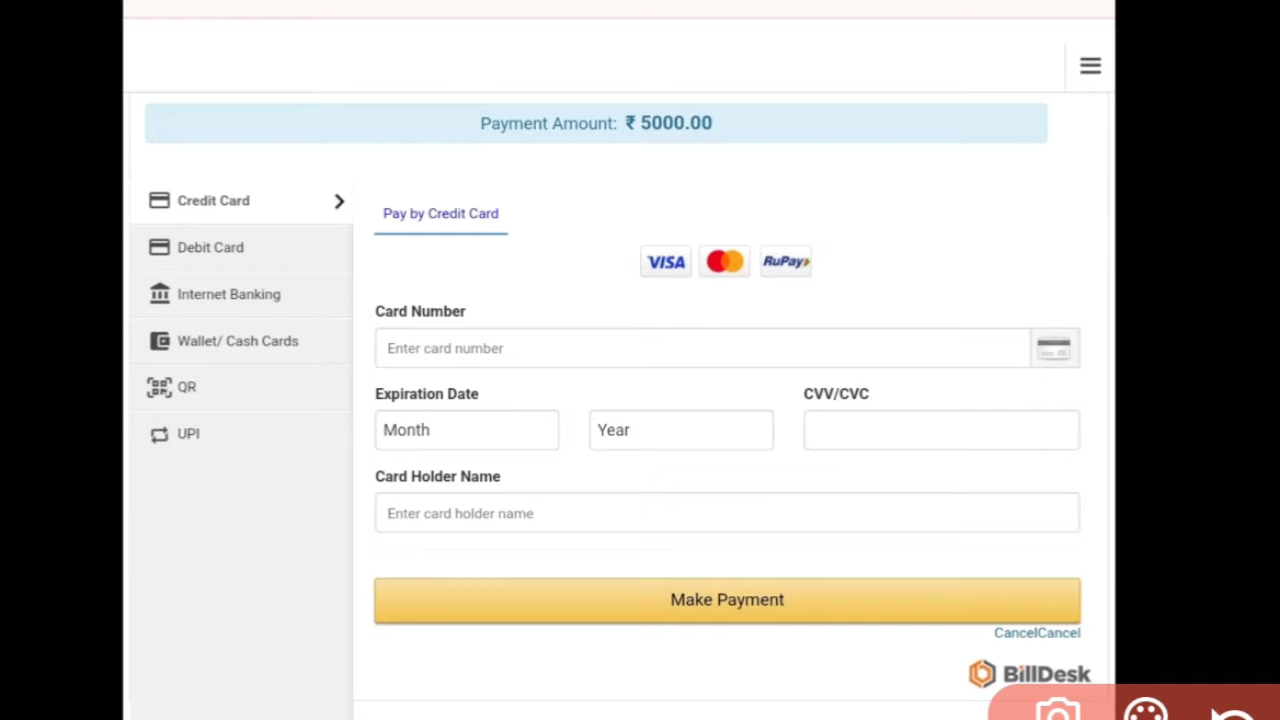 Payment Amount: ₹ 5000.00
Credit Card
Debit Card
Internet Banking
Wallet/ Cash Cards
QR
UPI
Pay by Credit Card
VISA
RuPay
Card Number
Enter card number
Expiration Date
CVV/CVC
Month
Year
Card Holder Name
Enter card holder name
Make Payment
CancelCancel
BillDesk